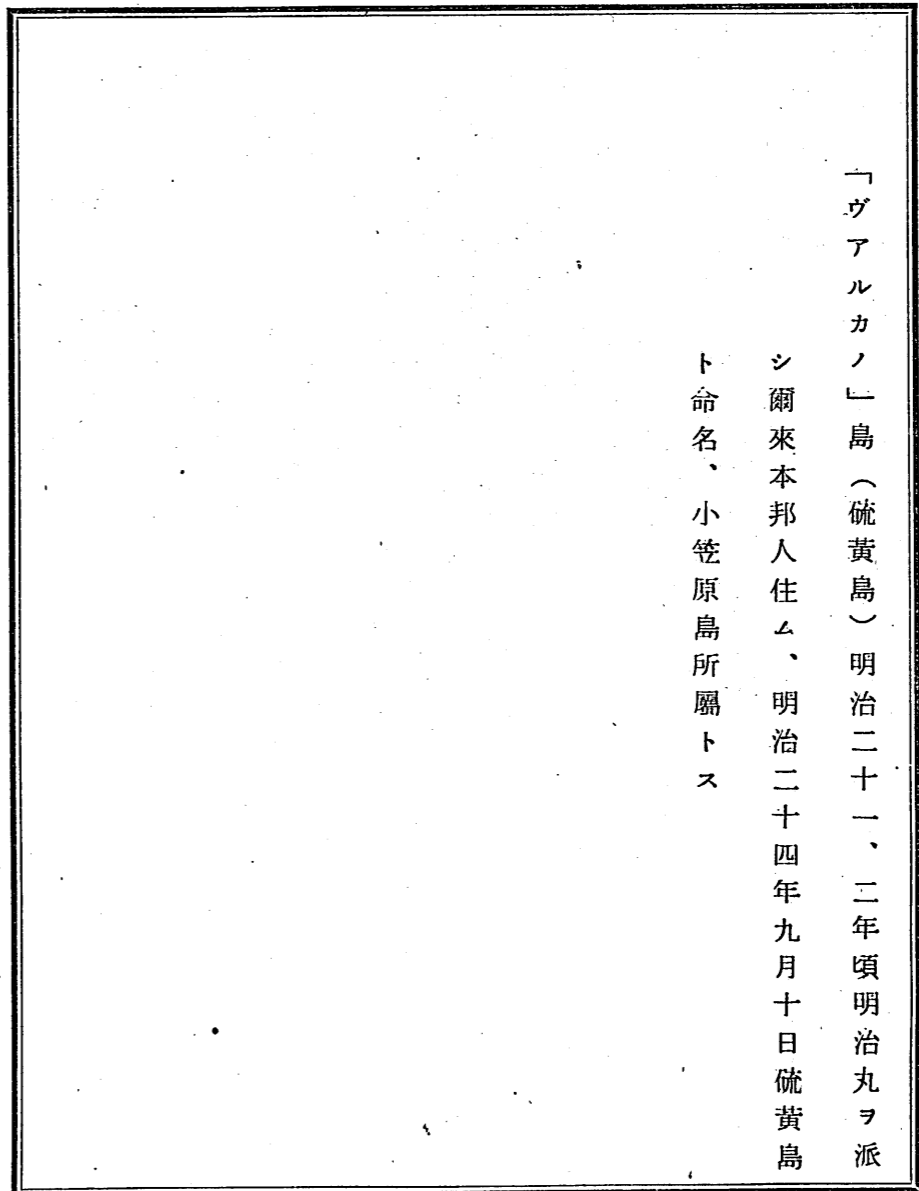 「ヴアルカノ」島（硫黃島）明治二十一、二年頃明治丸ヲ派
シ爾來本邦人住ム、明治二十四年九月十日硫黃島
ト命名、小笠原島所屬トス